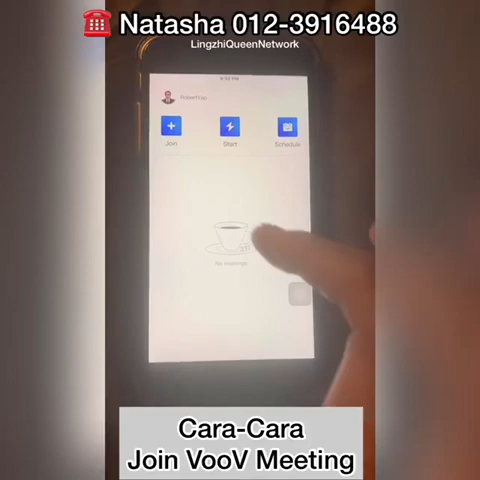 ☎️ Natasha 012-3916488
LingzhiQueenNetwork
Join
Start
Schedule
No meetings
Cara-Cara
Join VooV Meeting